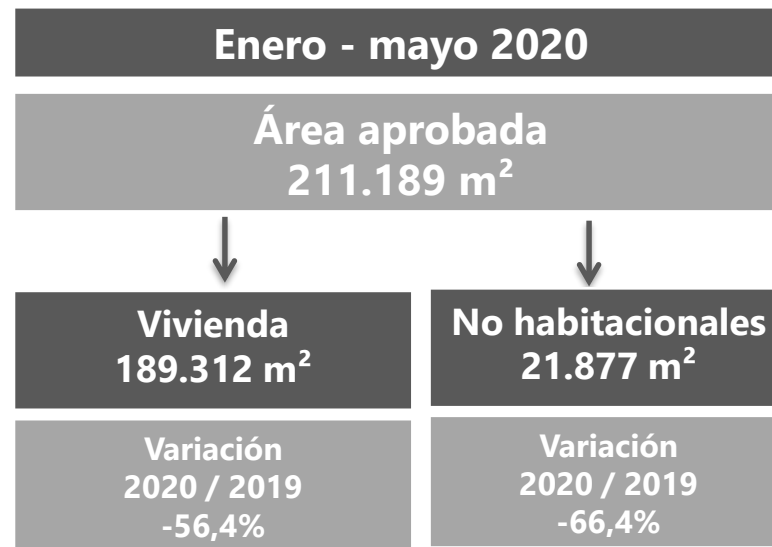 Enero - mayo 2020
Área aprobada
211.189 m²
Vivienda
189.312 m²
No habitacionales
21.877 m²
Variación
2020 / 2019
-56,4%
Variación
2020 / 2019
-66,4%